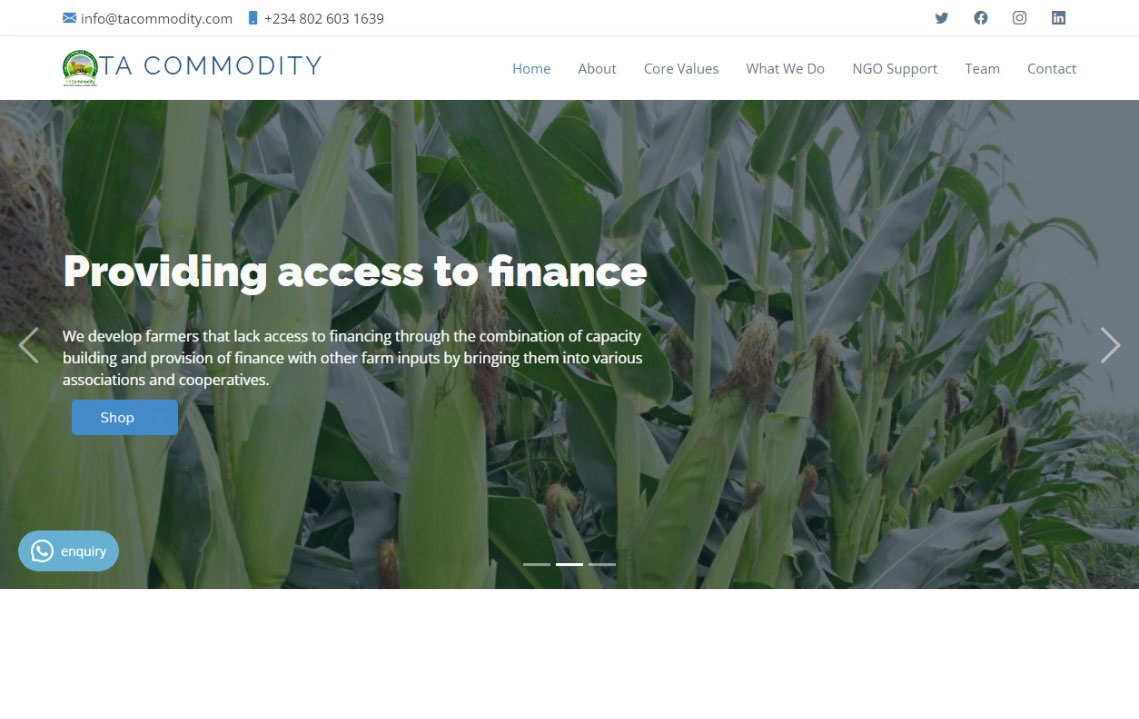 info@tacommodity.com +234 802 603 1639
TA COMMODITY
Home About Core Values What We Do NGO Support Team Contact
Providing access to finance
We develop farmers that lack access to financing through the combination of capacity
building and provision of finance with other farm inputs by bringing them into various
associations and cooperatives.
Shop
enquiry